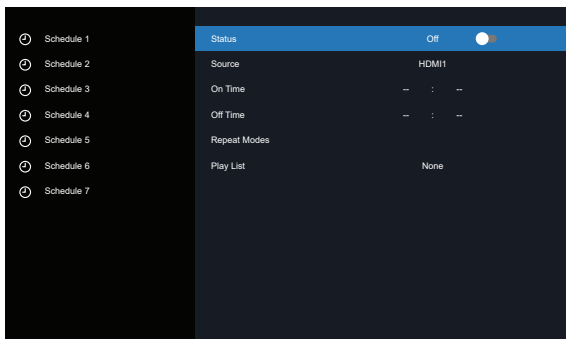 Schedule 1
Schedule 2
Schedule 3
Schedule 4
Schedule 5
Schedule 6
Schedule 7
Status Off
Source HDMI1
On Time -- : --
Off Time -- : --
Repeat Modes
Play List None